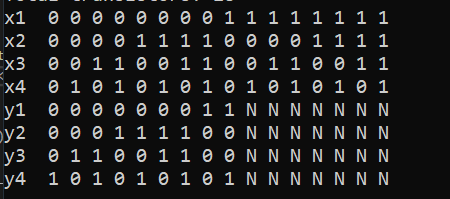 x1 0 0 0 0 0 0 0 0 1 1 1 1 1 1 1 1
x2 0 0 0 0 1 1 1 1 0 0 0 0 1 1 1 1
x3 0 0 1 1 0 0 1 1 0 0 1 1 0 0 1 1
x4 0 1 0 1 0 1 0 1 0 1 0 1 0 1 0 1
y1 0 0 0 0 0 0 0 1 1 N N N N N N N
y2 0 0 0 1 1 1 1 0 0 N N N N N N N
y3 0 1 1 0 0 1 1 0 0 N N N N N N N
y4 1 0 1 0 1 0 1 0 1 N N N N N N N